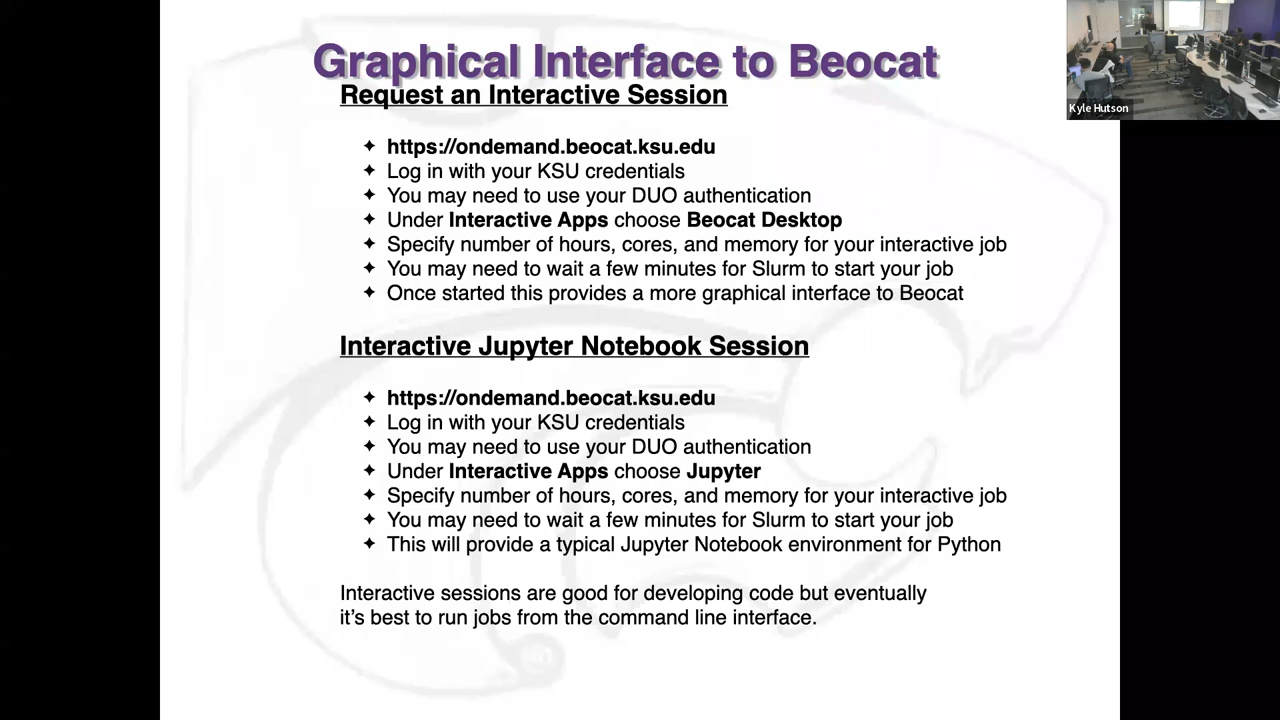 Graphical Interface to Beocat
Request an Interactive Session
✦ https://ondemand.beocat.ksu.edu
✦ Log in with your KSU credentials
✦ You may need to use your DUO authentication
✦ Under Interactive Apps choose Beocat Desktop
✦ Specify number of hours, cores, and memory for your interactive job
✦ You may need to wait a few minutes for Slurm to start your job
✦ Once started this provides a more graphical interface to Beocat
Interactive Jupyter Notebook Session
✦ https://ondemand.beocat.ksu.edu
✦ Log in with your KSU credentials
✦ You may need to use your DUO authentication
✦ Under Interactive Apps choose Jupyter
✦ Specify number of hours, cores, and memory for your interactive job
✦ You may need to wait a few minutes for Slurm to start your job
✦ This will provide a typical Jupyter Notebook environment for Python
Interactive sessions are good for developing code but eventually
it’s best to run jobs from the command line interface.
Kyle Hutson